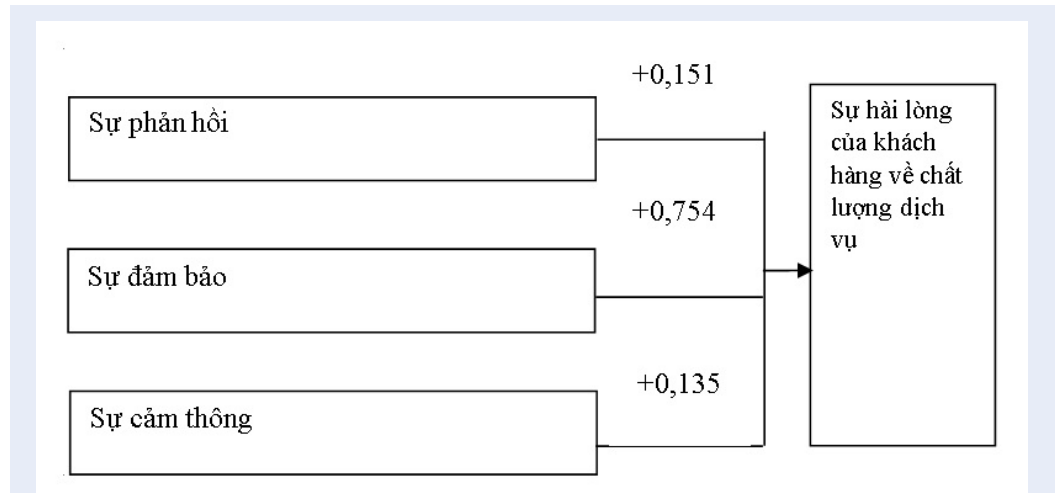 +0,151
Sự phản hồi
Sự hài lòng
của khách
hàng về chất
lượng dịch
vụ
+0,754
Sự đảm bảo
+0,135
Sự cảm thông